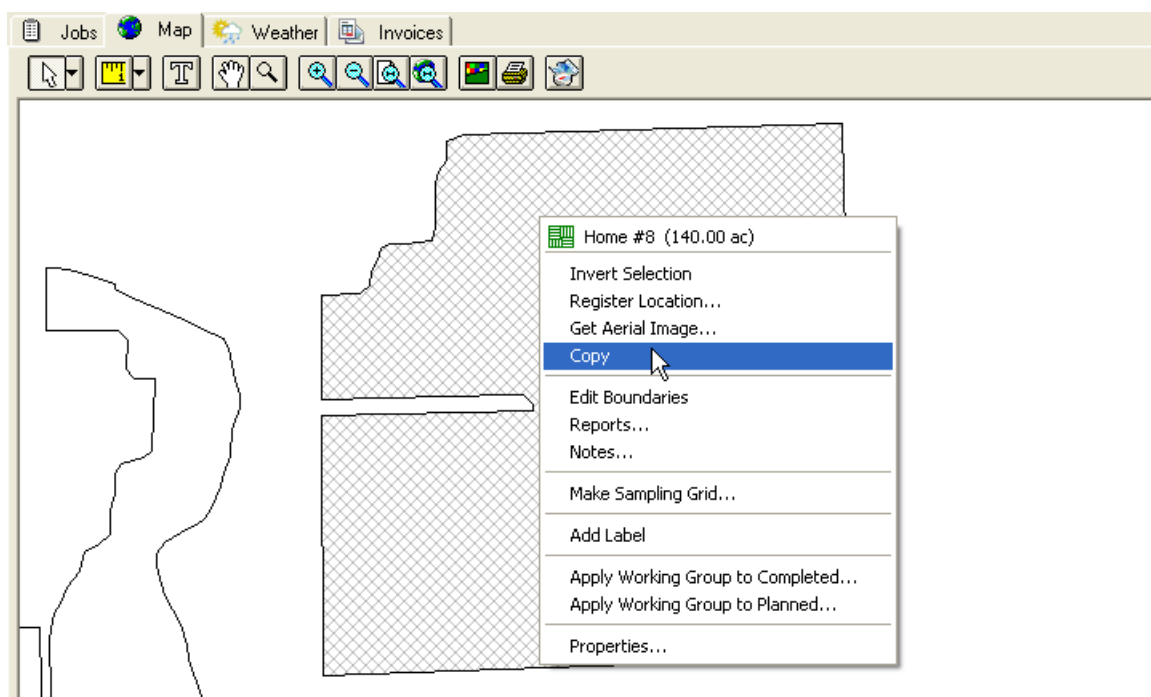 Jobs Map Weather Invoices
T
Home #8 (140.00 ac)
Invert Selection
Register Location...
Get Aerial Image...
Copy
Edit Boundaries
Reports...
Notes...
Make Sampling Grid...
Add Label
Apply Working Group to Completed...
Apply Working Group to Planned...
Properties...